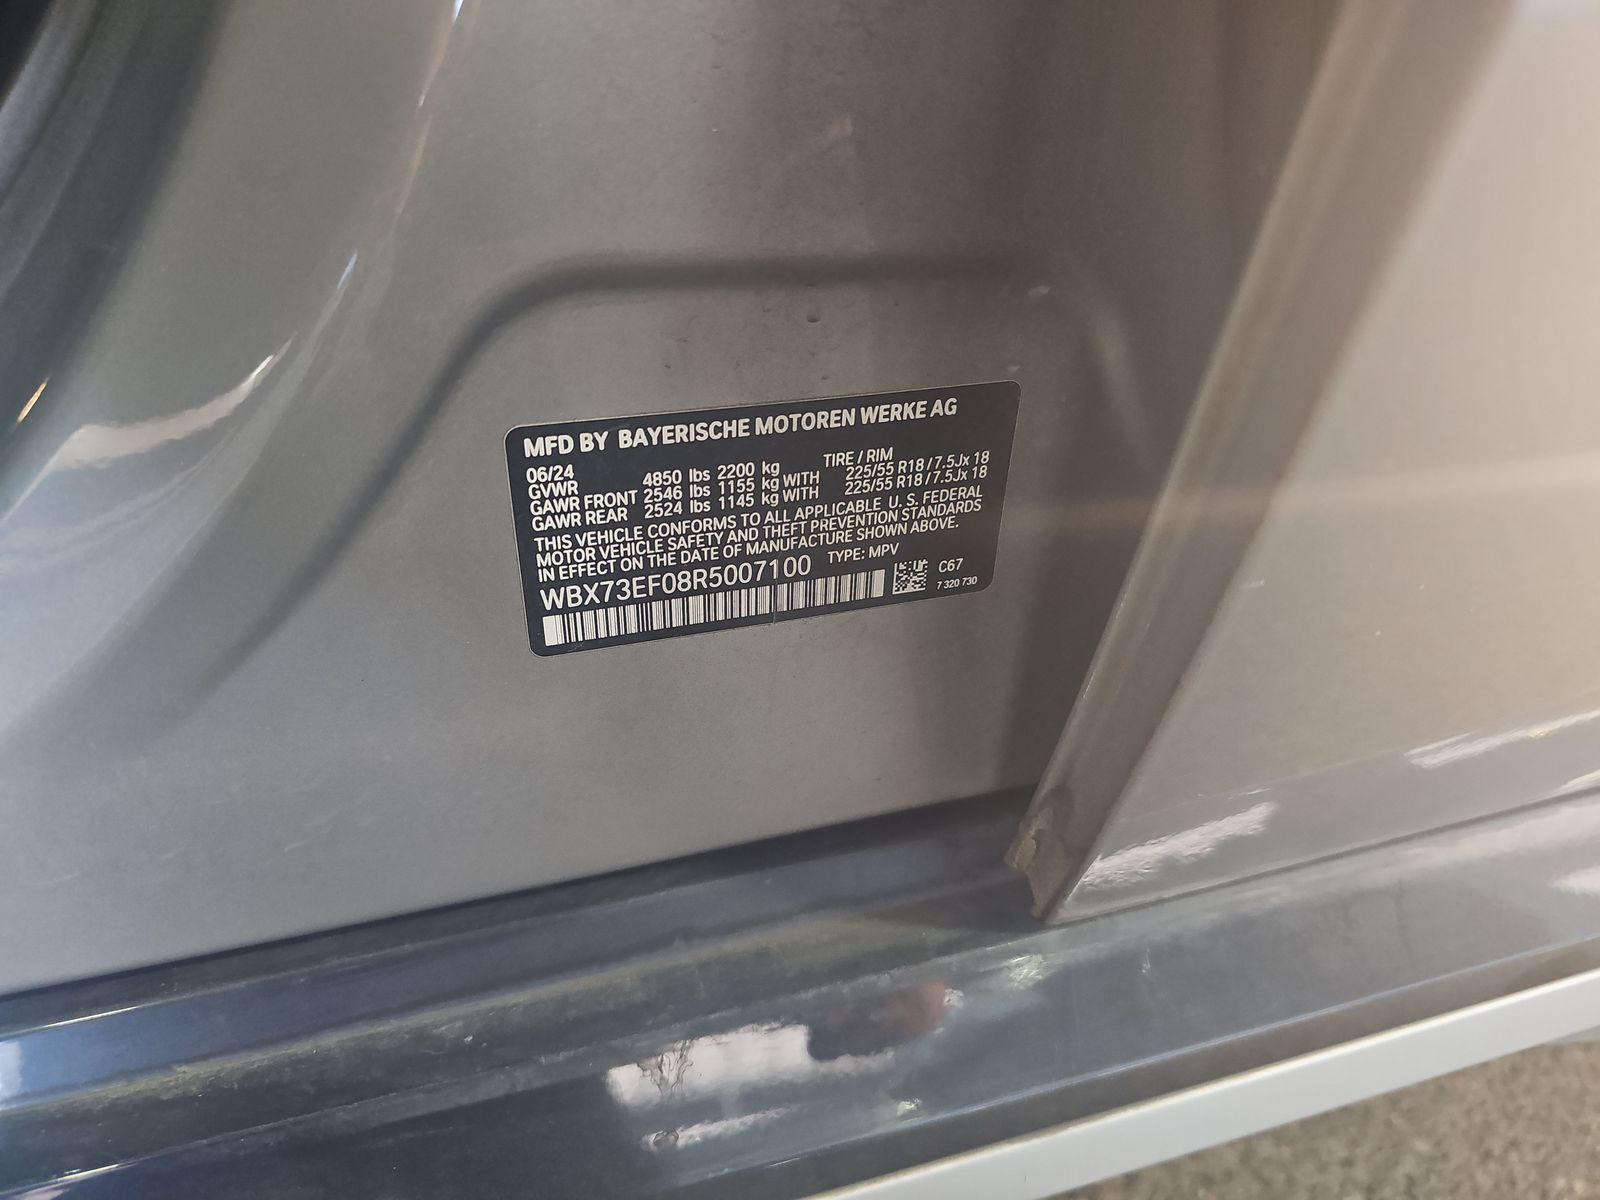 MFD BY BAYERISCHE MOTOREN WERKE AG
06/24 TIRE / RIM
GVWR 4850 lbs 2200 kg
GAWR FRONT 2546 lbs 1155 kg WITH 225/55 R18 / 7.5Jx 18
GAWR REAR 2524 lbs 1145 kg WITH 225/55 R18 / 7.5Jx 18
THIS VEHICLE CONFORMS TO ALL APPLICABLE U. S. FEDERAL
MOTOR VEHICLE SAFETY AND THEFT PREVENTION STANDARDS
IN EFFECT ON THE DATE OF MANUFACTURE SHOWN ABOVE.
WBX73EF08R5007100 TYPE: MPV
C67
7 320 730